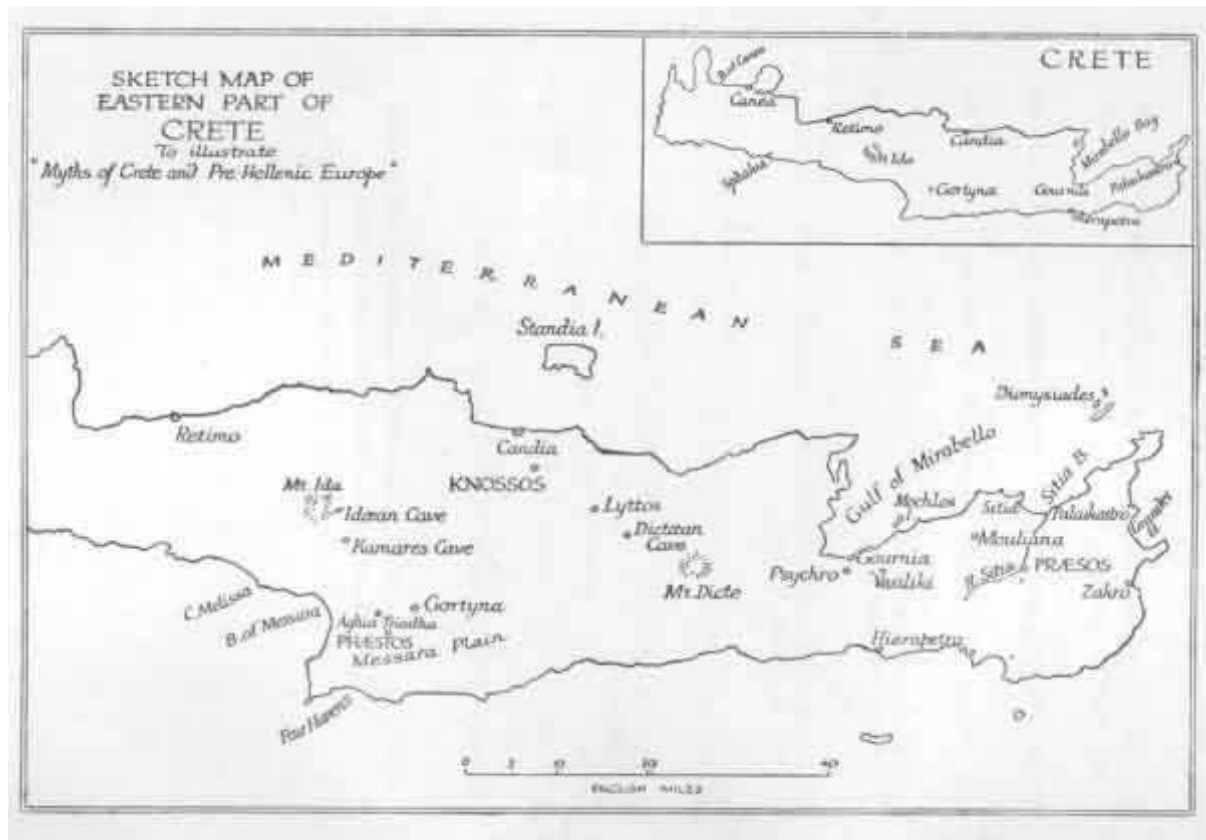 SKETCH MAP OF
EASTERN PART OF
CRETE
To illustrate
"Myths of Crete and Pre Hellenic Europe"
CRETE
Canea
Retimo
Candia
Mt Ida
Mirabello Bay
Sphakia
Gortyna
Palaikastro
MEDITERRANEAN SEA
Standia I.
Dionysiades
Retimo
Candia
KNOSSOS
Gulf of Mirabello
Sitia B.
Mt. Ida
Idæan Cave
Lyttos
Mochlos
Sitia
Palaikastro
Kamares Cave
Dictæan
Cave
Mouliana
Psychro
Gournia
Vasiliki
R. Sitia
PRÆSOS
Mt. Dicte
Zakro
C. Melissa
B. of Messara
Gortyna
Aghia Triadha
PHÆSTOS
Messara Plain
Hierapetra
Fair Havens
0 5 10 20 40
ENGLISH MILES